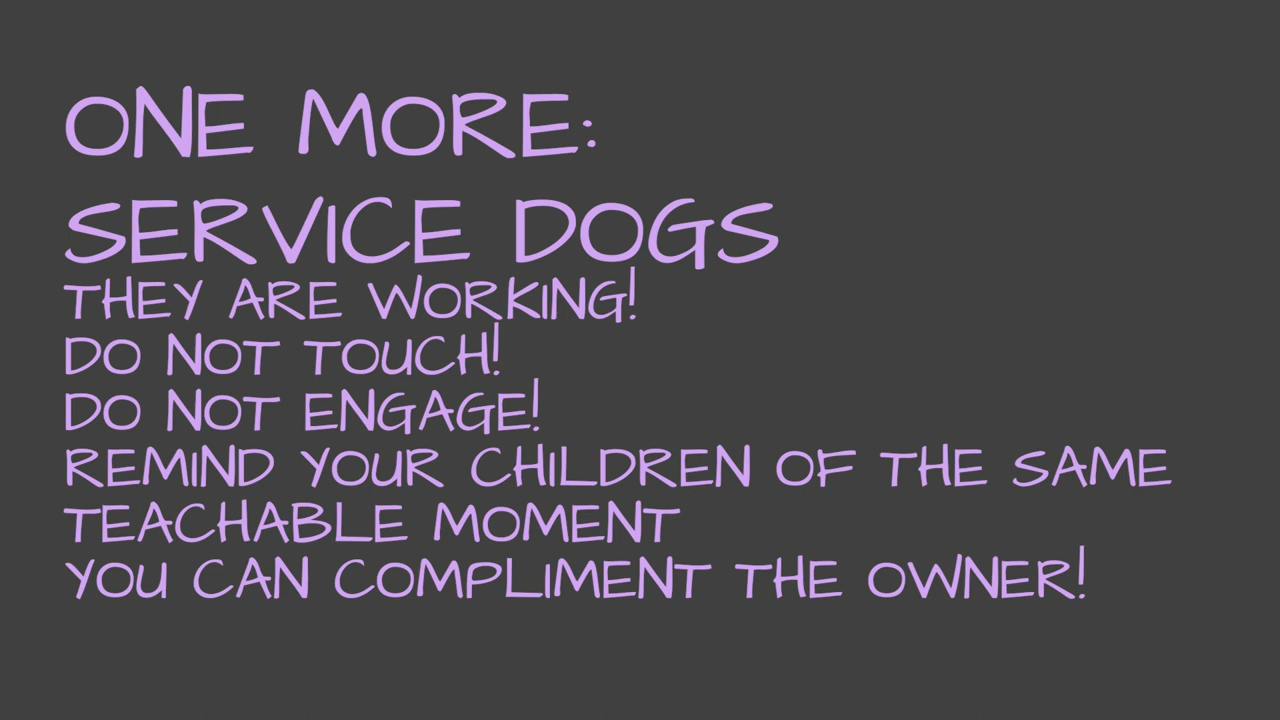 ONE MORE:
SERVICE DOGS
THEY ARE WORKING!
DO NOT TOUCH!
DO NOT ENGAGE!
REMIND YOUR CHILDREN OF THE SAME
TEACHABLE MOMENT
YOU CAN COMPLIMENT THE OWNER!